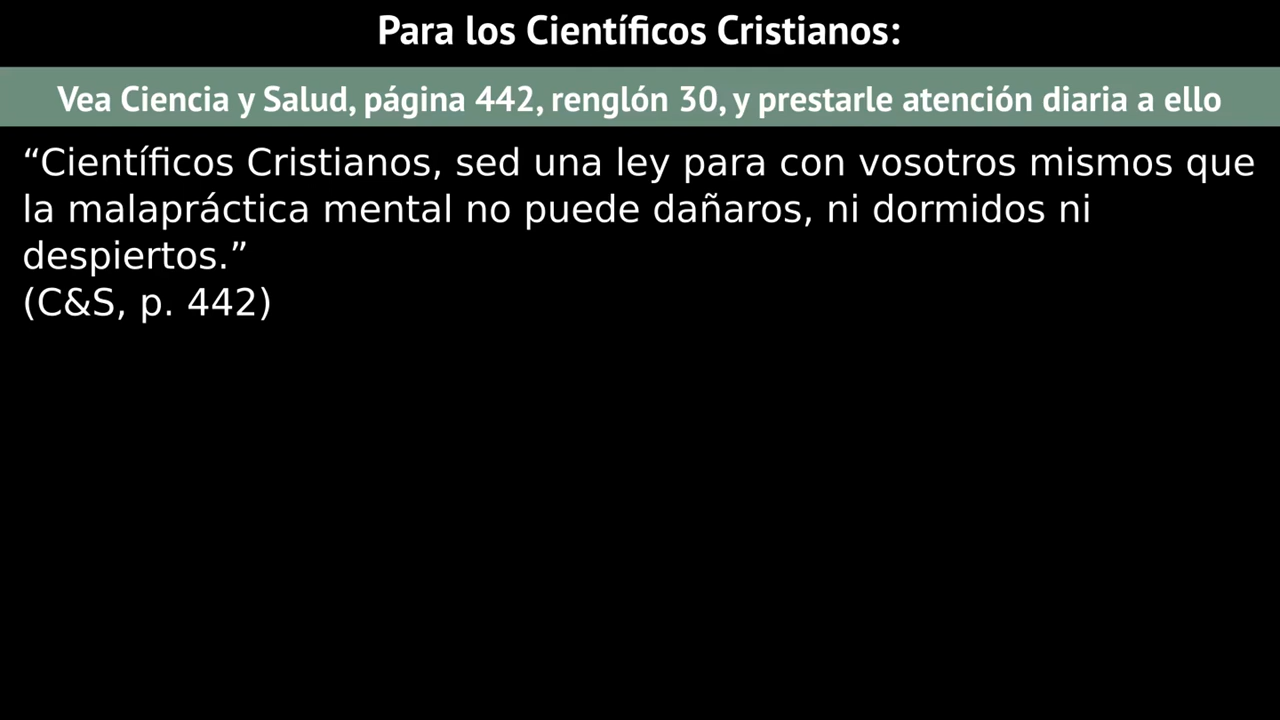 Para los Científicos Cristianos:
Vea Ciencia y Salud, página 442, renglón 30, y prestarle atención diaria a ello
“Científicos Cristianos, sed una ley para con vosotros mismos que
la malapráctica mental no puede dañaros, ni dormidos ni
despiertos.”
(C&S, p. 442)